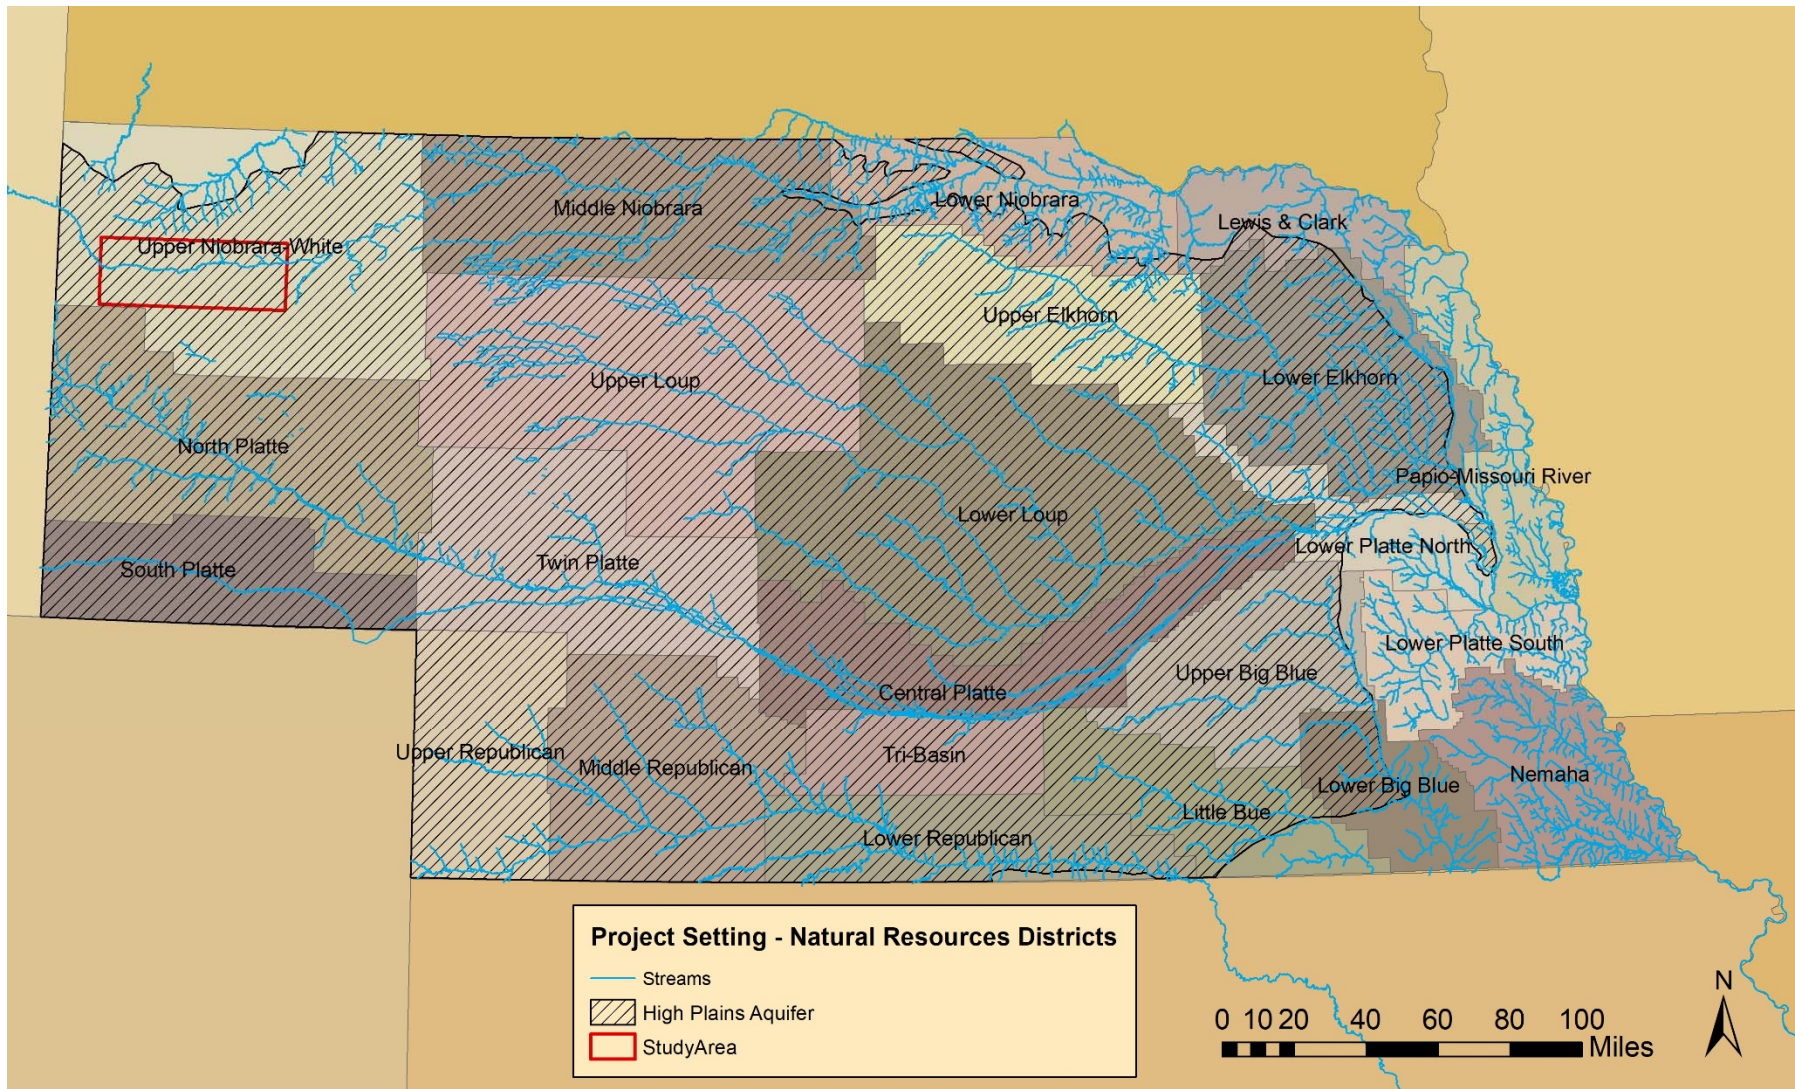 Middle Niobrara
Lower Niobrara
Lewis & Clark
Upper Niobrara-White
Upper Elkhorn
Upper Loup
Lower Elkhorn
North Platte
Papio-Missouri River
Lower Loup
Lower Platte North
Twin Platte
South Platte
Lower Platte South
Upper Big Blue
Central Platte
Upper Republican
Tri-Basin
Middle Republican
Nemaha
Lower Big Blue
Little Bue
Lower Republican
Project Setting - Natural Resources Districts
Streams
High Plains Aquifer
StudyArea
N
0 10 20 40 60 80 100
Miles